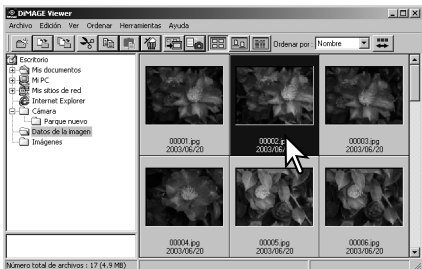 DiMAGE Viewer
Archivo Edición Ver Ordenar Herramientas Ayuda
Ordenar por : Nombre
Escritorio
Mis documentos
Mi PC
Mis sitios de red
Internet Explorer
Cámara
Parque nuevo
Datos de la imagen
Imágenes
00001.jpg
2003/06/20
00002.jp
2003/06/
00003.jpg
2003/06/20
00004.jpg
2003/06/20
00005.jpg
2003/06/20
00006.jpg
2003/06/20
Número total de archivos : 17 (4.9 MB)